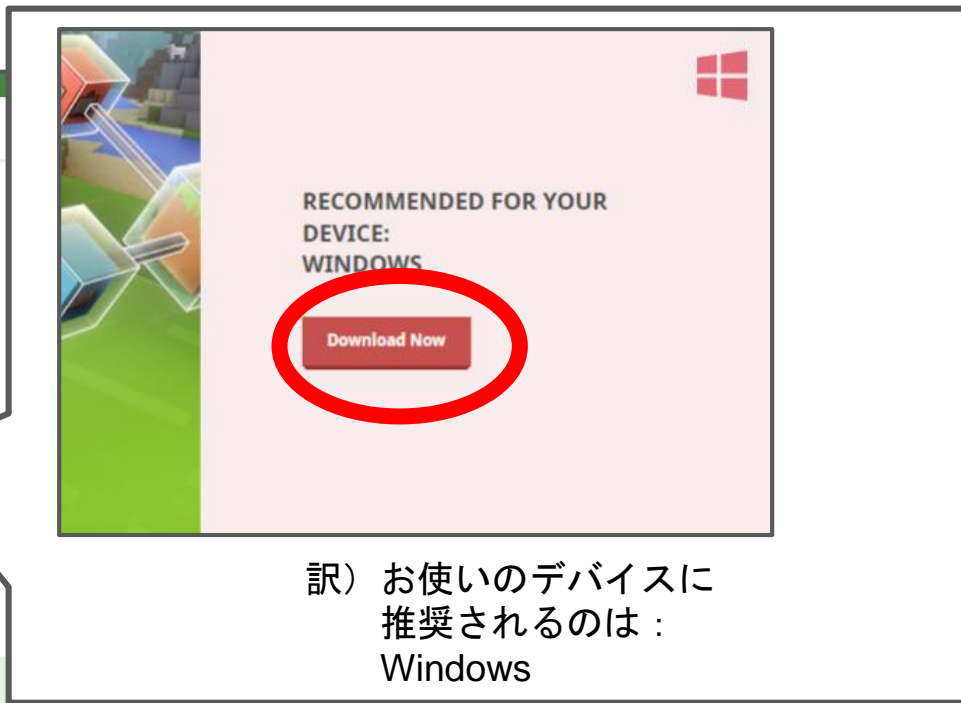 RECOMMENDED FOR YOUR
DEVICE:
WINDOWS
Download Now
訳）お使いのデバイスに
推奨されるのは：
Windows